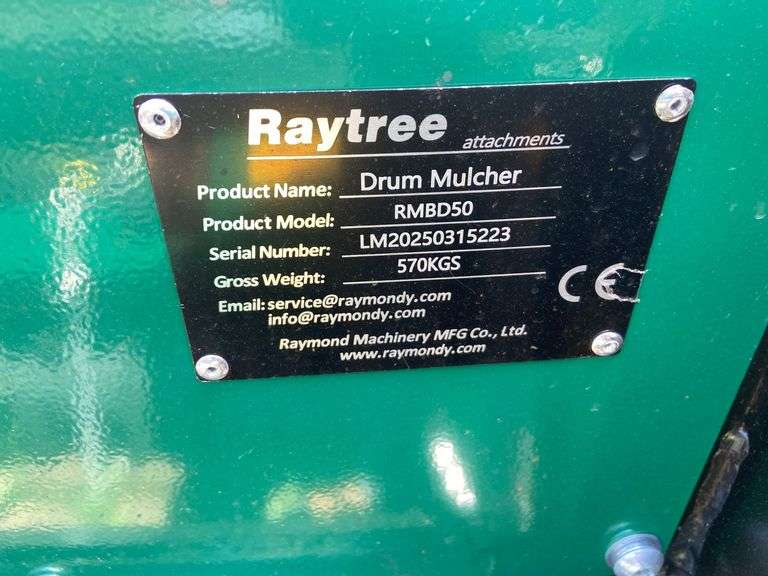 Raytree attachments
Product Name: Drum Mulcher
Product Model: RMBD50
Serial Number: LM20250315223
Gross Weight: 570KGS
Email: service@raymondy.com
info@raymondy.com
CE
Raymond Machinery MFG Co., Ltd.
www.raymondy.com